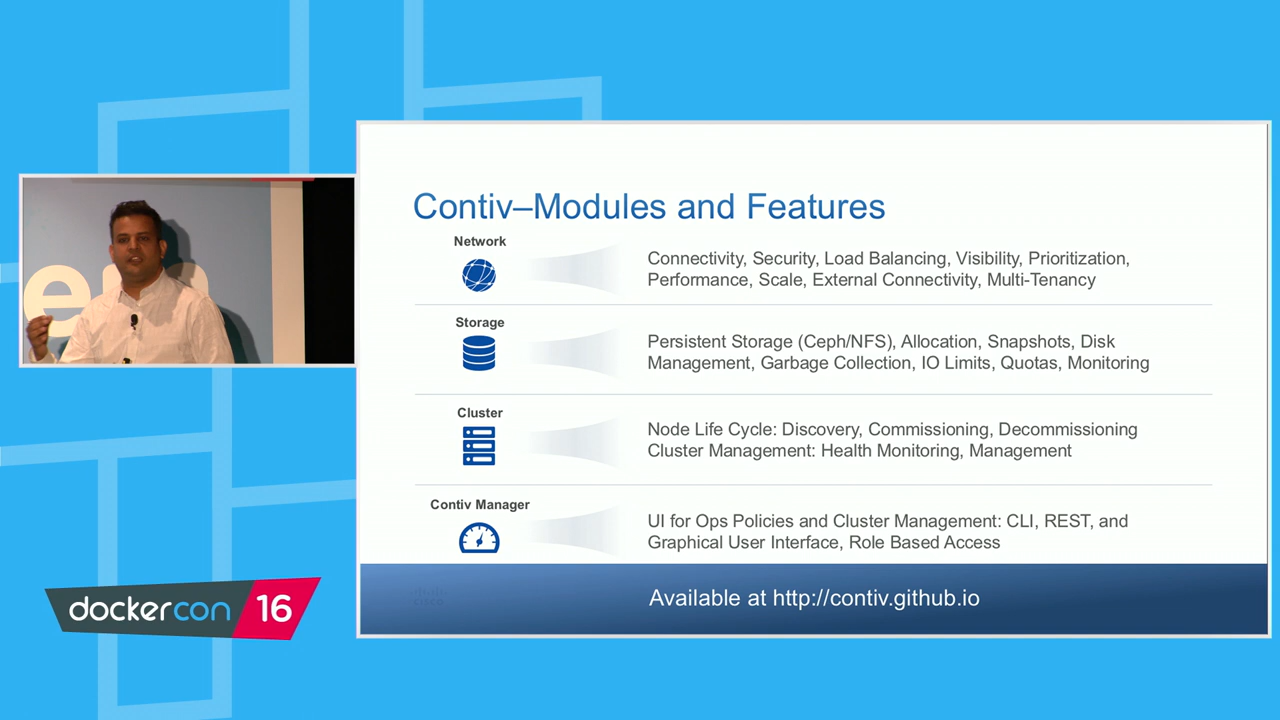 Contiv–Modules and Features
Network
Connectivity, Security, Load Balancing, Visibility, Prioritization,
Performance, Scale, External Connectivity, Multi-Tenancy
Storage
Persistent Storage (Ceph/NFS), Allocation, Snapshots, Disk
Management, Garbage Collection, IO Limits, Quotas, Monitoring
Cluster
Node Life Cycle: Discovery, Commissioning, Decommissioning
Cluster Management: Health Monitoring, Management
Contiv Manager
UI for Ops Policies and Cluster Management: CLI, REST, and
Graphical User Interface, Role Based Access
Available at http://contiv.github.io
dockercon 16